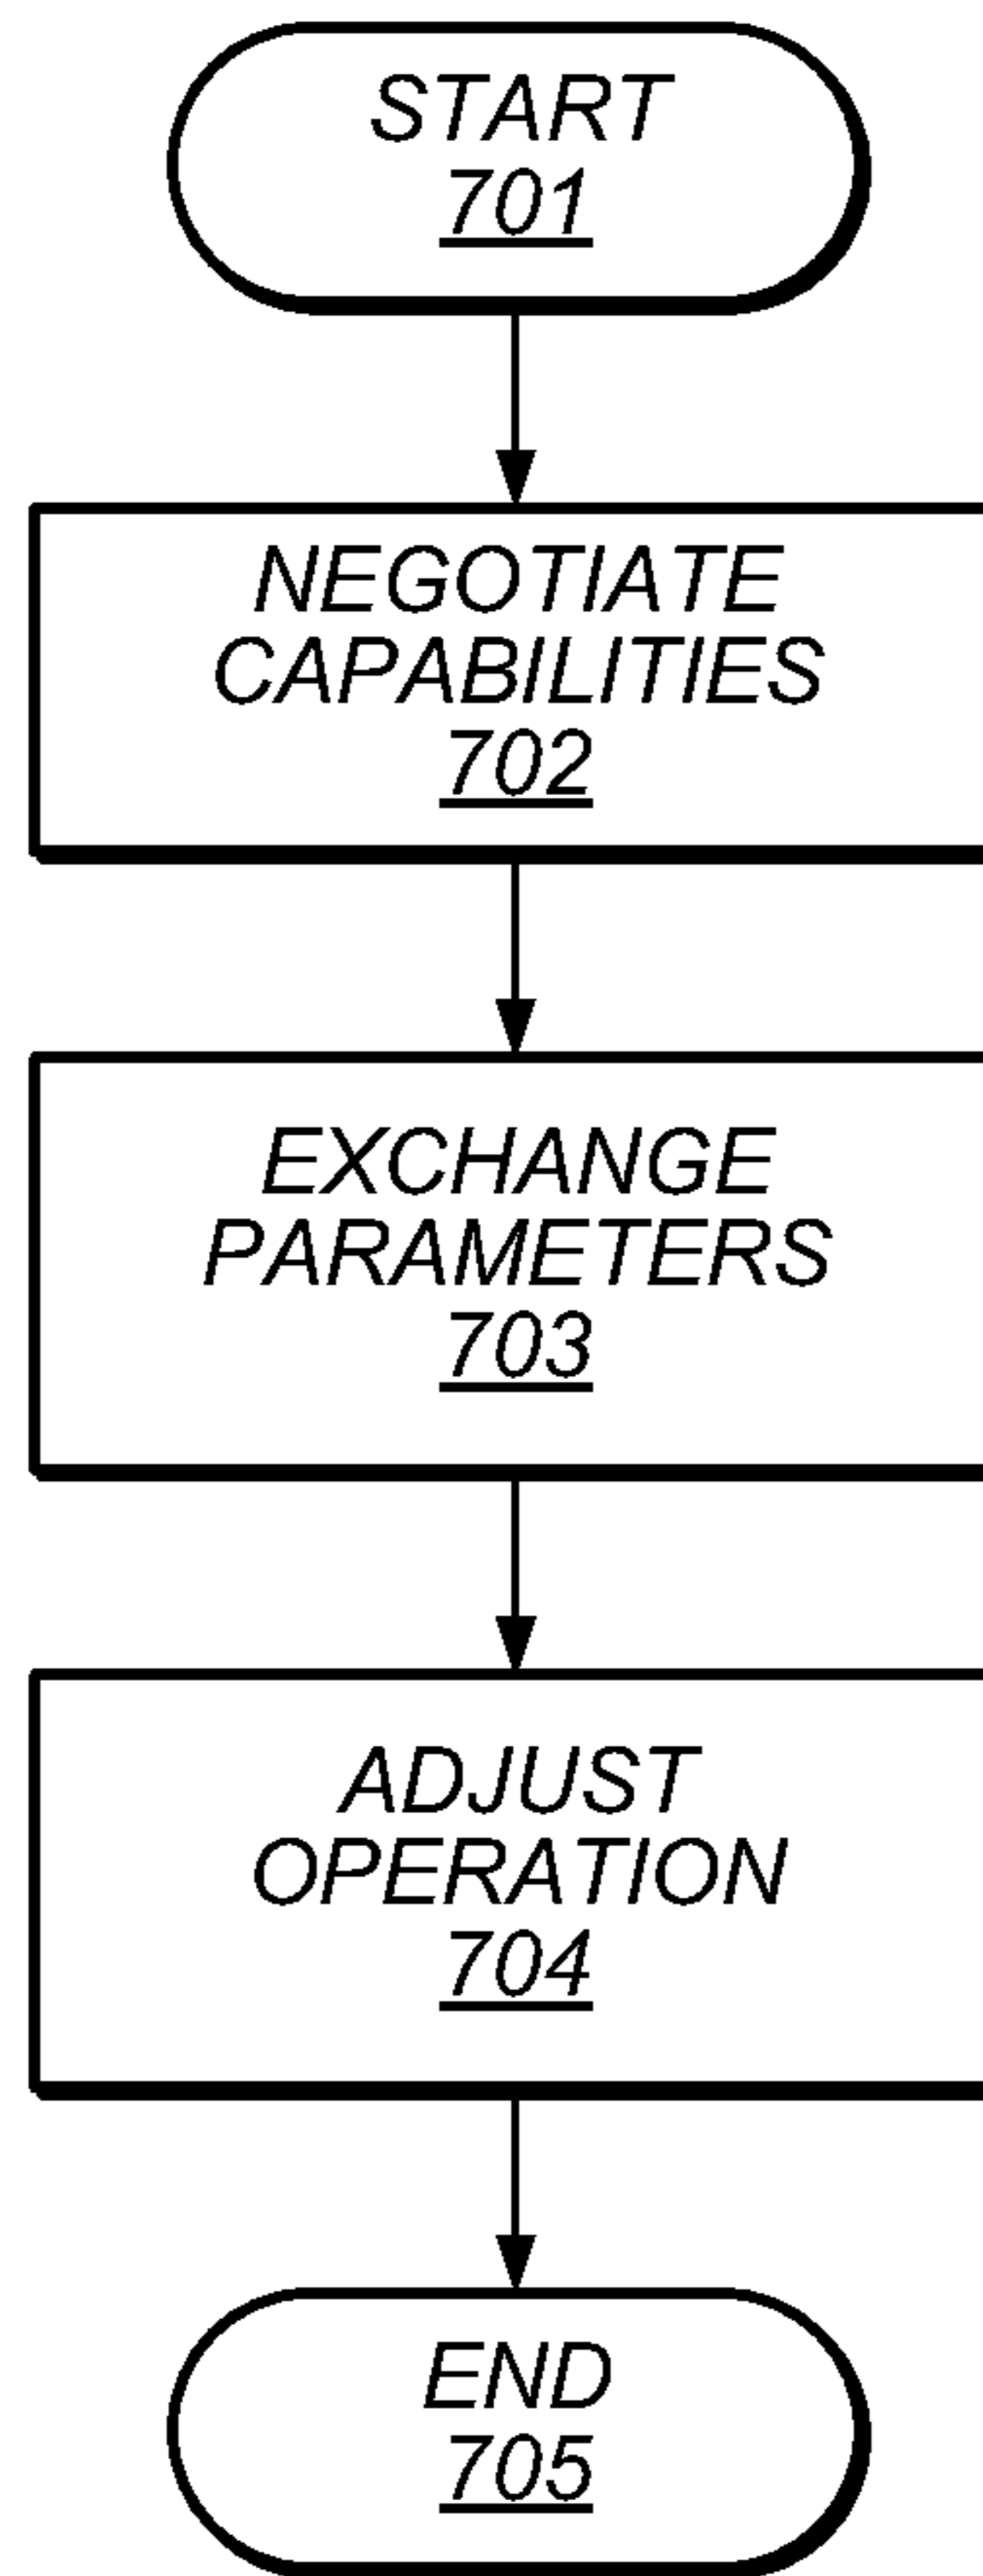 START
701
NEGOTIATE
CAPABILITIES
702
EXCHANGE
PARAMETERS
703
ADJUST
OPERATION
704
END
705